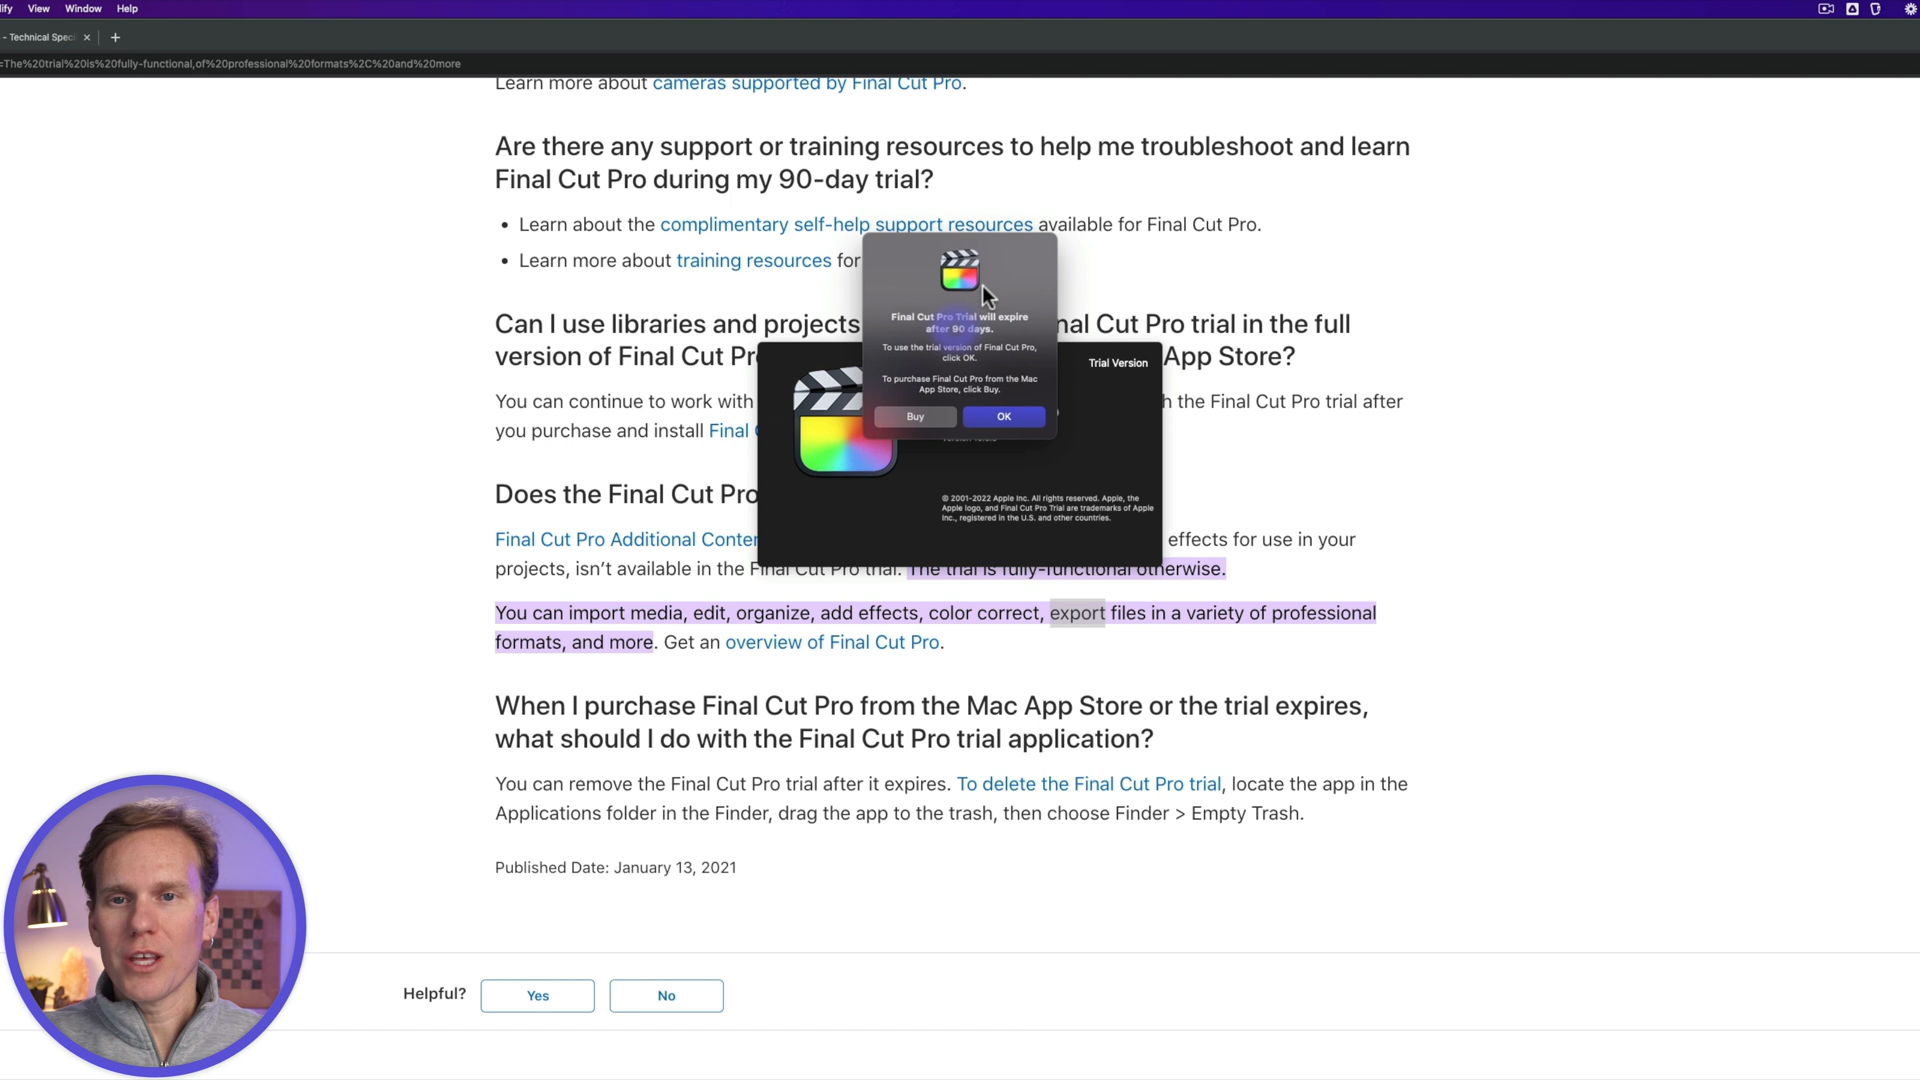 ify View Window Help
- Technical Spec × +
=The%20trial%20is%20fully-functional,of%20professional%20formats%2C%20and%20more
Learn more about cameras supported by Final Cut Pro.
Are there any support or training resources to help me troubleshoot and learn
Final Cut Pro during my 90-day trial?
• Learn about the complimentary self-help support resources available for Final Cut Pro.
• Learn more about training resources for
Can I use libraries and projects nal Cut Pro trial in the full
version of Final Cut Pr App Store?
You can continue to work with h the Final Cut Pro trial after
you purchase and install Final
Final Cut Pro Trial will expire
after 90 days.
To use the trial version of Final Cut Pro,
click OK.
To purchase Final Cut Pro from the Mac
App Store, click Buy.
Buy OK
Trial Version
© 2001-2022 Apple Inc. All rights reserved. Apple, the
Apple logo, and Final Cut Pro Trial are trademarks of Apple
Inc., registered in the U.S. and other countries.
Does the Final Cut Pro
Final Cut Pro Additional Conten effects for use in your
projects, isn't available in the Final Cut Pro trial. The trial is fully-functional otherwise.
You can import media, edit, organize, add effects, color correct, export files in a variety of professional
formats, and more. Get an overview of Final Cut Pro.
When I purchase Final Cut Pro from the Mac App Store or the trial expires,
what should I do with the Final Cut Pro trial application?
You can remove the Final Cut Pro trial after it expires. To delete the Final Cut Pro trial, locate the app in the
Applications folder in the Finder, drag the app to the trash, then choose Finder > Empty Trash.
Published Date: January 13, 2021
Helpful? Yes No